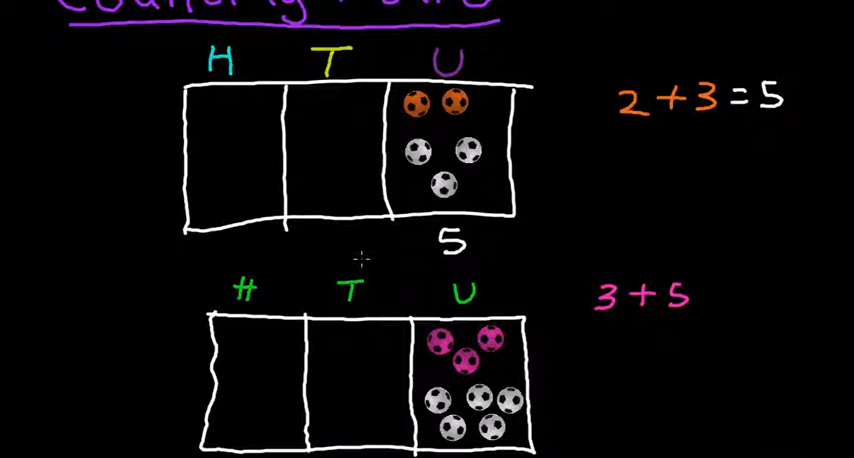 H T U
2 + 3 = 5
5
H T U
3 + 5